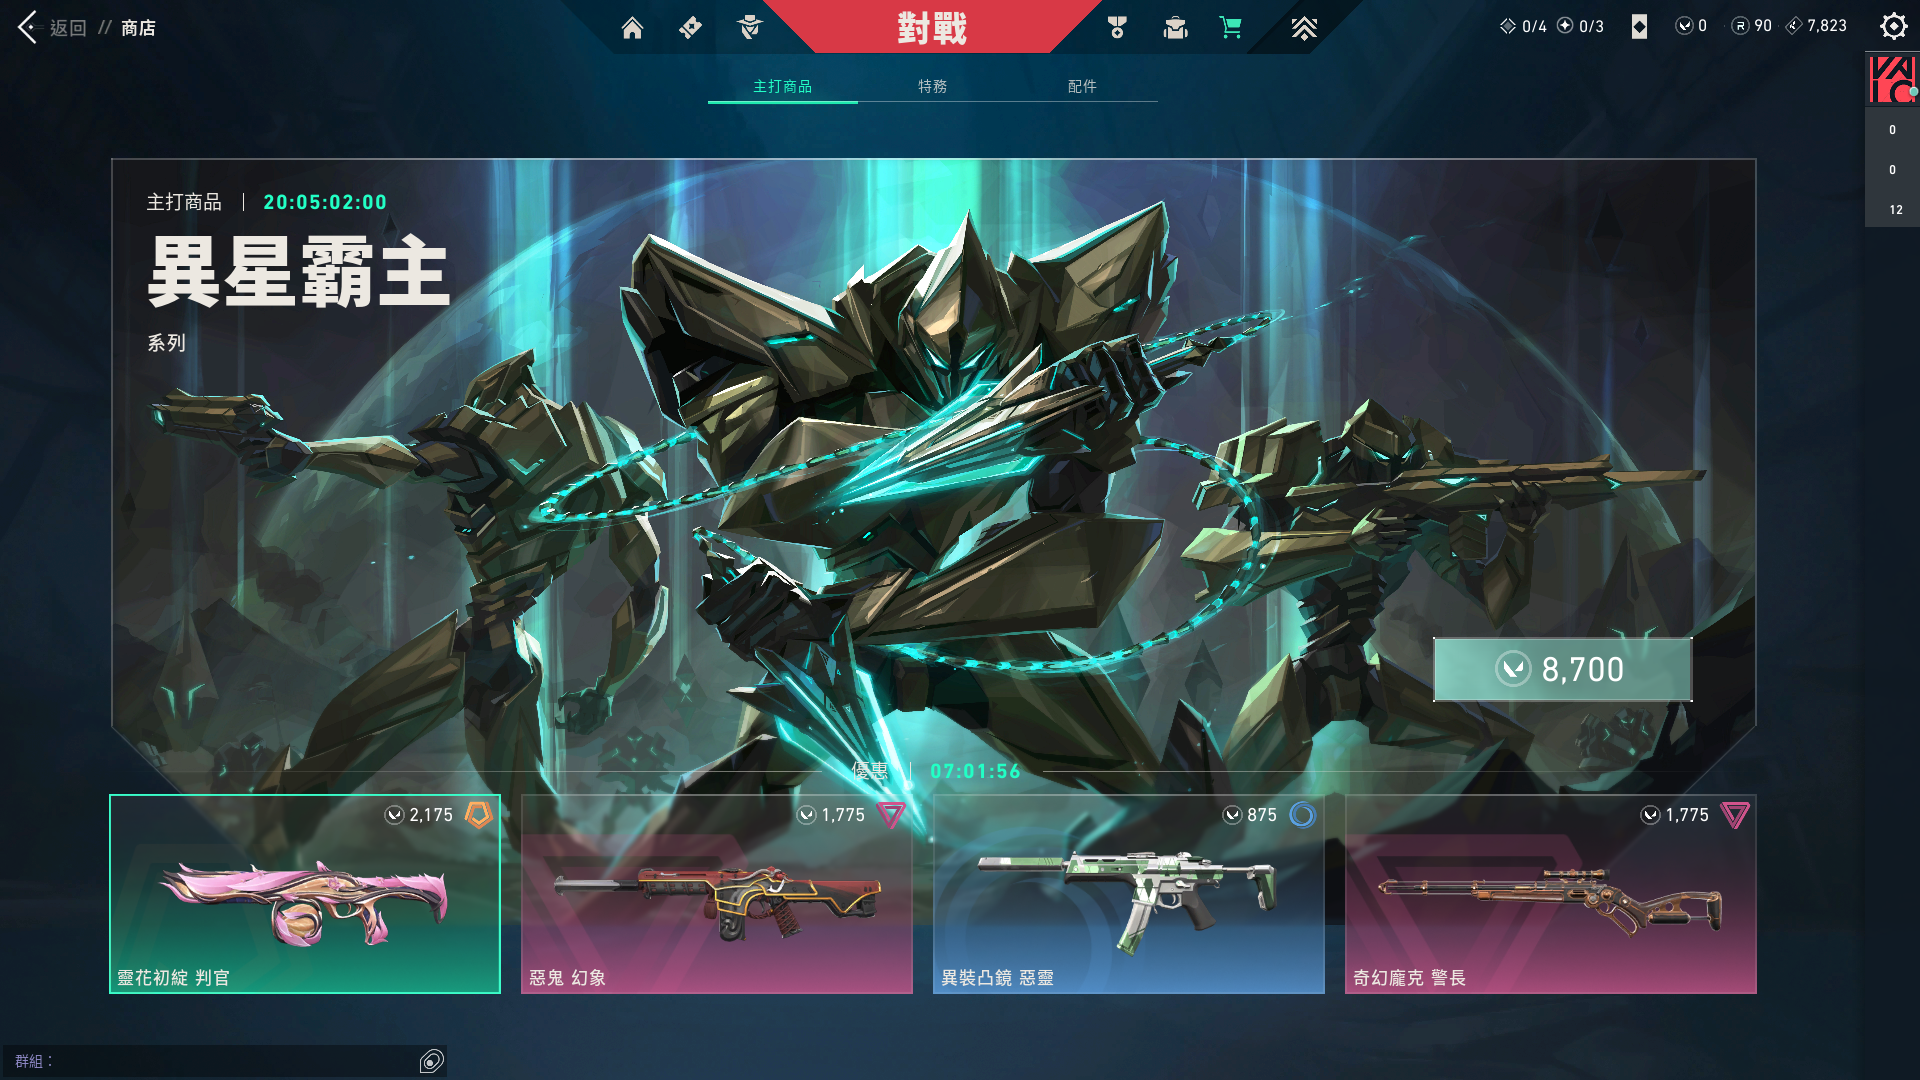 返回 // 商店
對戰
0/4
0/3
0
90
7,823
主打商品
特務
配件
0
0
12
主打商品 | 20:05:02:00
異星霸主
系列
8,700
優惠 | 07:01:56
2,175
靈花初綻 判官
1,775
惡鬼 幻象
875
異裝凸鏡 惡靈
1,775
奇幻龐克 警長
群組：